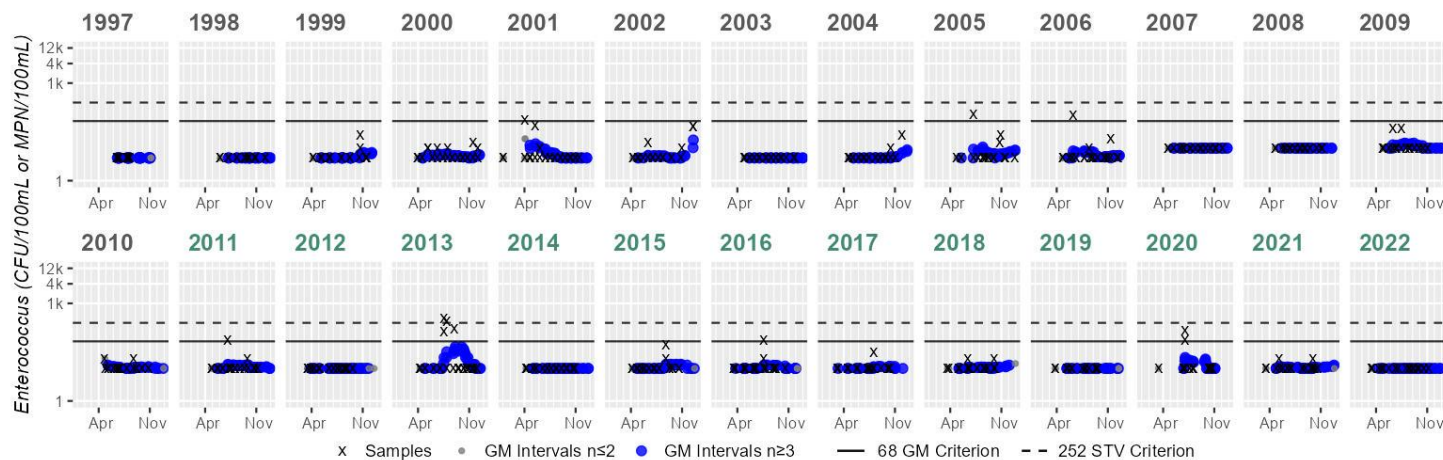 1997 1998 1999 2000 2001 2002 2003 2004 2005 2006 2007 2008 2009
12k
4k
1k
1
Apr Nov Apr Nov Apr Nov Apr Nov Apr Nov Apr Nov Apr Nov Apr Nov Apr Nov Apr Nov Apr Nov Apr Nov Apr Nov
Enterococcus (CFU/100mL or MPN/100mL)
2010 2011 2012 2013 2014 2015 2016 2017 2018 2019 2020 2021 2022
12k
4k
1k
1
Apr Nov Apr Nov Apr Nov Apr Nov Apr Nov Apr Nov Apr Nov Apr Nov Apr Nov Apr Nov Apr Nov Apr Nov Apr Nov
x Samples GM Intervals n≤2 GM Intervals n≥3 68 GM Criterion 252 STV Criterion